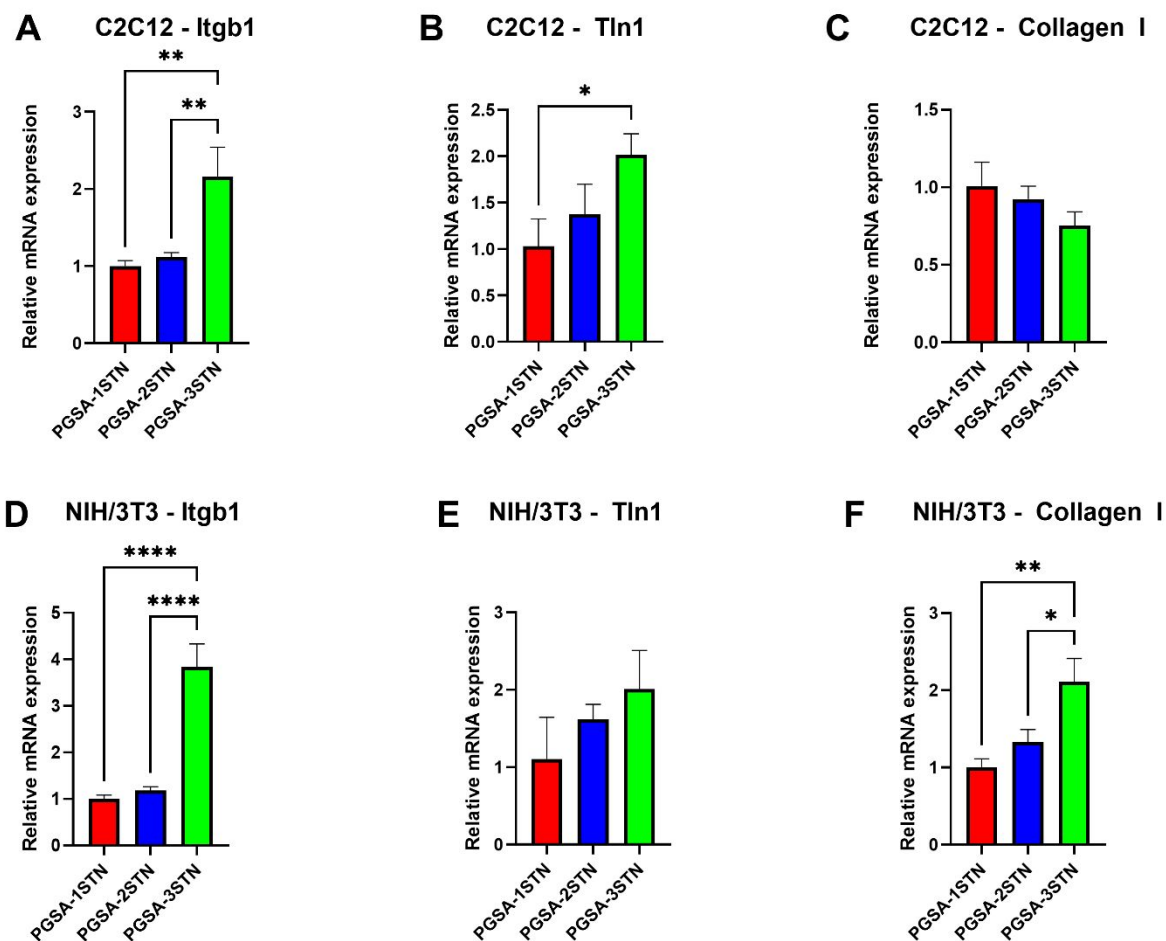 A C2C12 - Itgb1
**
**
Relative mRNA expression
3
2
1
0
PGSA-1STN
PGSA-2STN
PGSA-3STN
B C2C12 - Tln1
*
Relative mRNA expression
2.5
2.0
1.5
1.0
0.5
0.0
PGSA-1STN
PGSA-2STN
PGSA-3STN
C C2C12 - Collagen I
Relative mRNA expression
1.5
1.0
0.5
0.0
PGSA-1STN
PGSA-2STN
PGSA-3STN
D NIH/3T3 - Itgb1
****
****
Relative mRNA expression
5
4
3
2
1
0
PGSA-1STN
PGSA-2STN
PGSA-3STN
E NIH/3T3 - Tln1
Relative mRNA expression
3
2
1
0
PGSA-1STN
PGSA-2STN
PGSA-3STN
F NIH/3T3 - Collagen I
**
*
Relative mRNA expression
3
2
1
0
PGSA-1STN
PGSA-2STN
PGSA-3STN